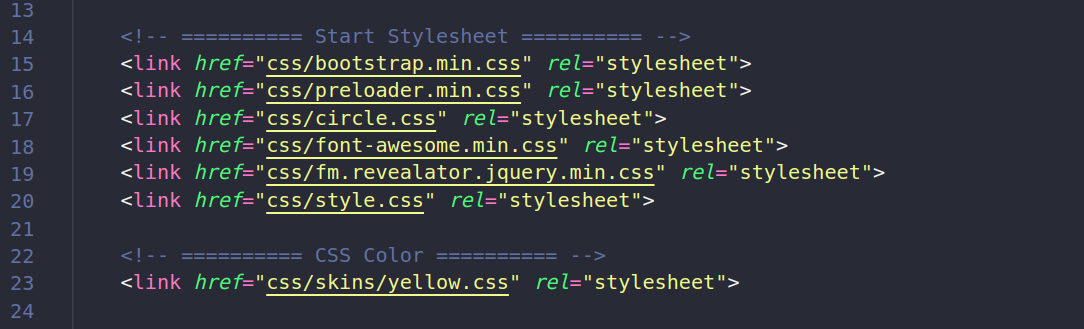 13
14 <!-- ========== Start Stylesheet ========== -->
15 <link href="css/bootstrap.min.css" rel="stylesheet">
16 <link href="css/preloader.min.css" rel="stylesheet">
17 <link href="css/circle.css" rel="stylesheet">
18 <link href="css/font-awesome.min.css" rel="stylesheet">
19 <link href="css/fm.revealator.jquery.min.css" rel="stylesheet">
20 <link href="css/style.css" rel="stylesheet">
21
22 <!-- ========== CSS Color ========== -->
23 <link href="css/skins/yellow.css" rel="stylesheet">
24